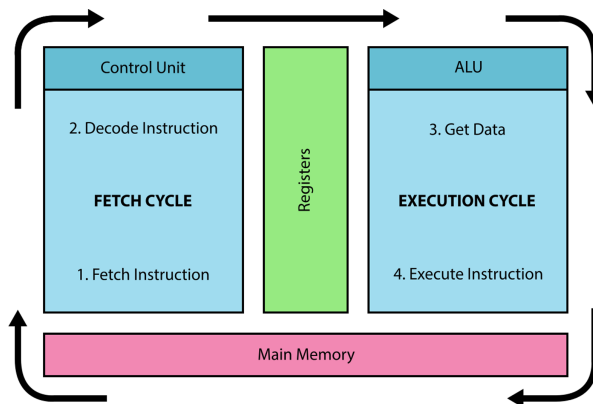 Control Unit
2. Decode Instruction
FETCH CYCLE
1. Fetch Instruction
Registers
ALU
3. Get Data
EXECUTION CYCLE
4. Execute Instruction
Main Memory